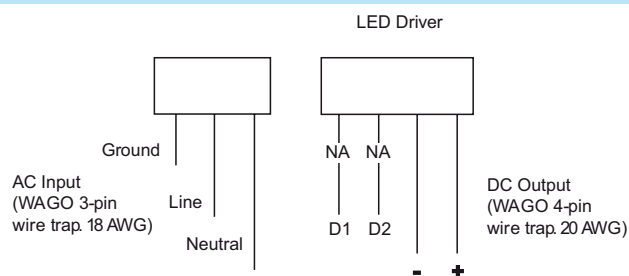 LED Driver
Ground
NA NA
AC Input
(WAGO 3-pin
wire trap. 18 AWG)
Line
Neutral
D1 D2
DC Output
(WAGO 4-pin
wire trap. 20 AWG)
- +